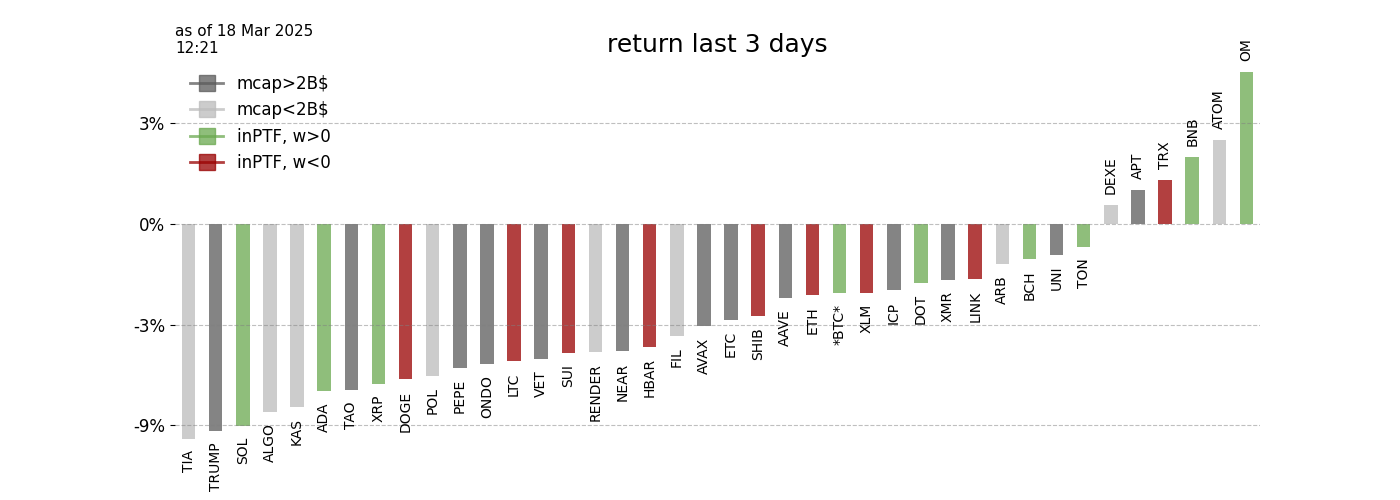 as of 18 Mar 2025
12:21
return last 3 days
mcap>2B$
mcap<2B$
inPTF, w>0
inPTF, w<0
3%
0%
-3%
-9%
TIA
TRUMP
SOL
ALGO
KAS
ADA
TAO
XRP
DOGE
POL
PEPE
ONDO
LTC
VET
SUI
RENDER
NEAR
HBAR
FIL
AVAX
ETC
SHIB
AAVE
ETH
*BTC*
XLM
ICP
DOT
XMR
LINK
ARB
BCH
UNI
TON
DEXE
APT
TRX
BNB
ATOM
OM